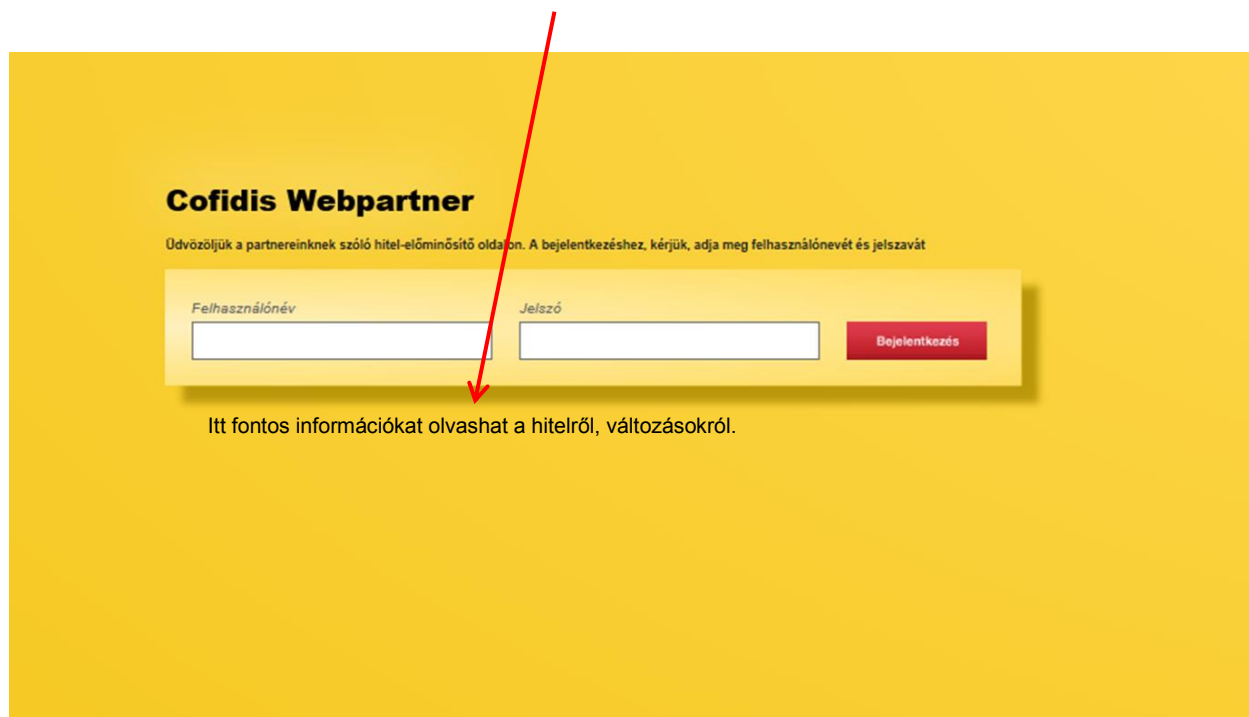 Cofidis Webpartner
Üdvözöljük a partnereinknek szóló hitel-előminősítő oldalon. A bejelentkezéshez, kérjük, adja meg felhasználónevét és jelszavát
Felhasználónév Jelszó
Bejelentkezés
Itt fontos információkat olvashat a hitelről, változásokról.